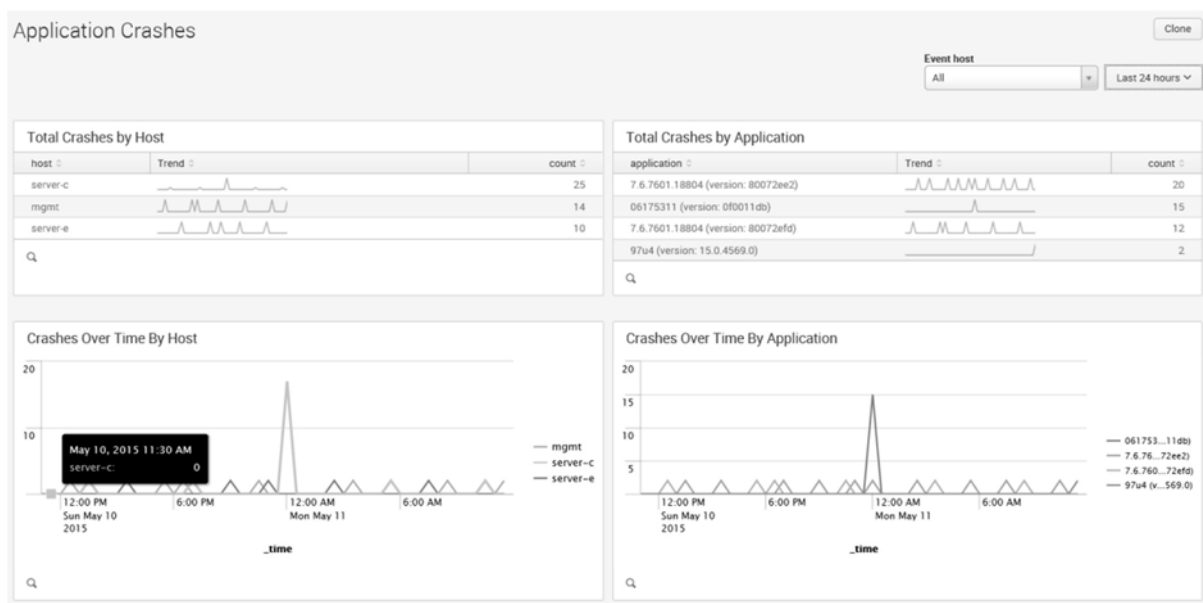 Application Crashes
Clone
Event host
All
Last 24 hours
Total Crashes by Host
host Trend count
server-c 25
mgmt 14
server-e 10
Total Crashes by Application
application Trend count
7.6.7601.18804 (version: 80072ee2) 20
06175311 (version: 0f0011db) 15
7.6.7601.18804 (version: 80072efd) 12
97u4 (version: 15.0.4569.0) 2
Crashes Over Time By Host
20
10
May 10, 2015 11:30 AM
server-c: 0
mgmt
server-c
server-e
12:00 PM 6:00 PM 12:00 AM 6:00 AM
Sun May 10 Mon May 11
2015
_time
Crashes Over Time By Application
20
15
10
5
061753...11db)
7.6.76...72ee2)
7.6.760...72efd)
97u4 (v...569.0)
12:00 PM 6:00 PM 12:00 AM 6:00 AM
Sun May 10 Mon May 11
2015
_time